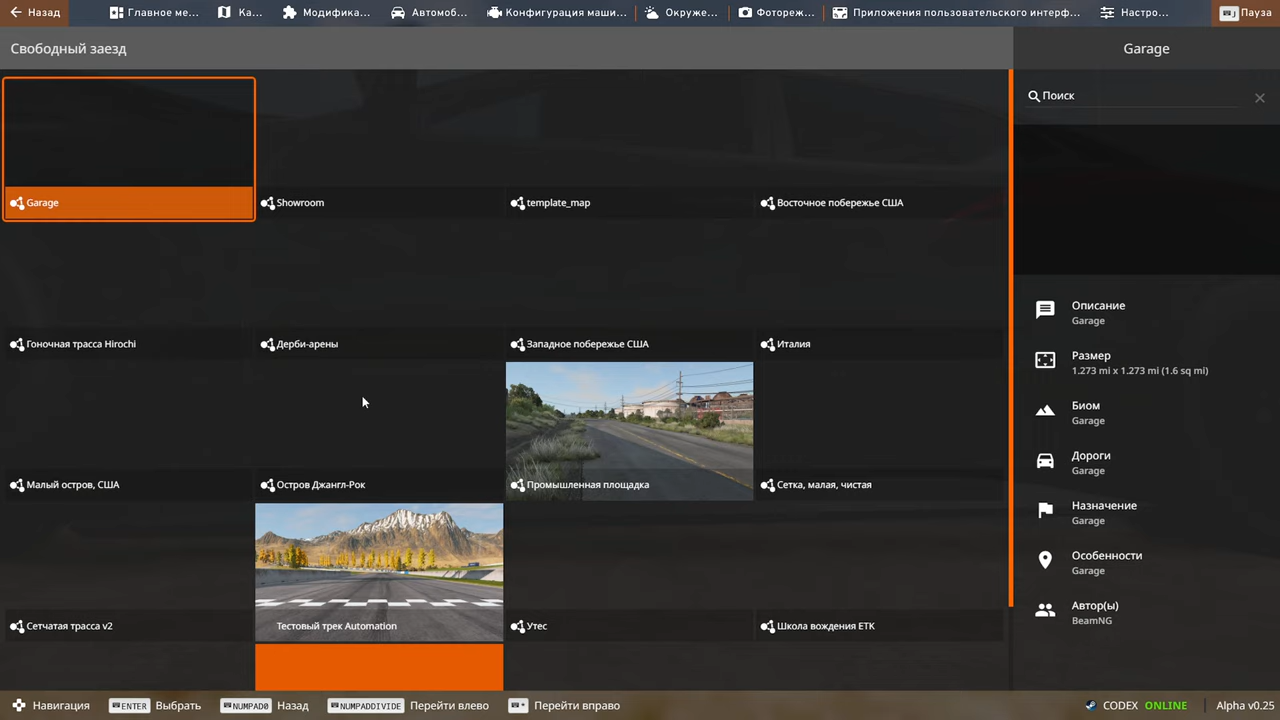 Назад
Главное ме...
Ка...
Модифика...
Автомоб...
Конфигурация маши...
Окруже...
Фотореж...
Приложения пользовательского интерф...
Настро...
Пауза
Свободный заезд
Garage
Поиск
Garage
Showroom
template_map
Восточное побережье США
Гоночная трасса Hirochi
Дерби-арены
Западное побережье США
Италия
Малый остров, США
Остров Джангл-Рок
Промышленная площадка
Сетка, малая, чистая
Сетчатая трасса v2
Тестовый трек Automation
Утес
Школа вождения ETK
Описание
Garage
Размер
1.273 mi x 1.273 mi (1.6 sq mi)
Биом
Garage
Дороги
Garage
Назначение
Garage
Особенности
Garage
Автор(ы)
BeamNG
Навигация
ENTER Выбрать
NUMPAD0 Назад
NUMPADDIVIDE Перейти влево
Перейти вправо
CODEX ONLINE
Alpha v0.25